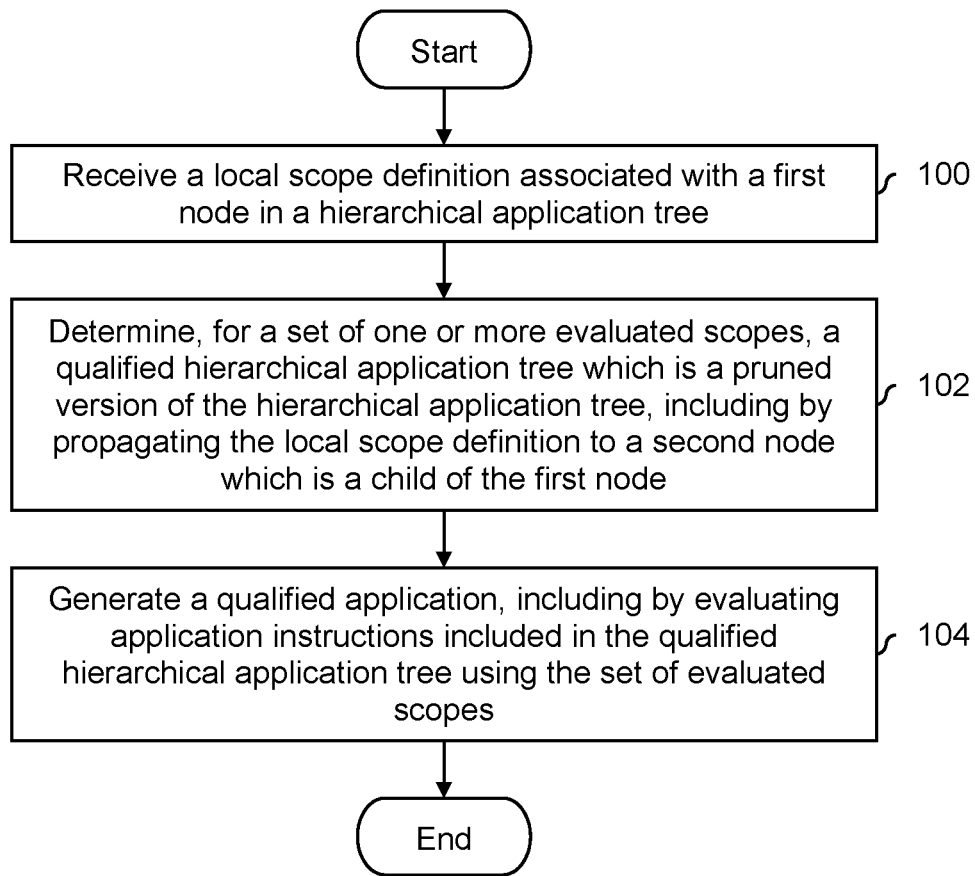 Start
Receive a local scope definition associated with a first
node in a hierarchical application tree
100
Determine, for a set of one or more evaluated scopes, a
qualified hierarchical application tree which is a pruned
version of the hierarchical application tree, including by
propagating the local scope definition to a second node
which is a child of the first node
102
Generate a qualified application, including by evaluating
application instructions included in the qualified
hierarchical application tree using the set of evaluated
scopes
104
End